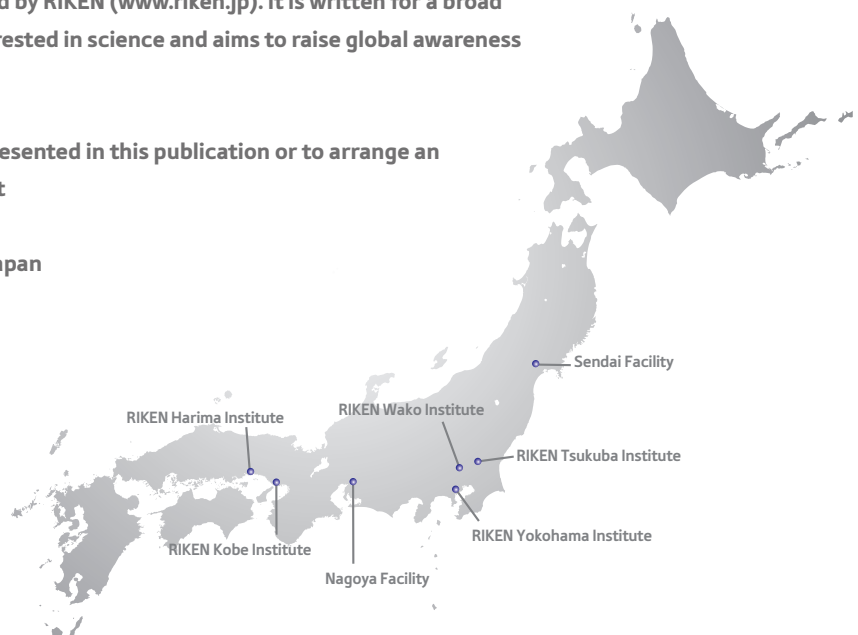 d by RIKEN (www.riken.jp). It is written for a broad
rested in science and aims to raise global awareness
esented in this publication or to arrange an
t
apan
Sendai Facility
RIKEN Harima Institute
RIKEN Wako Institute
RIKEN Tsukuba Institute
RIKEN Yokohama Institute
RIKEN Kobe Institute
Nagoya Facility